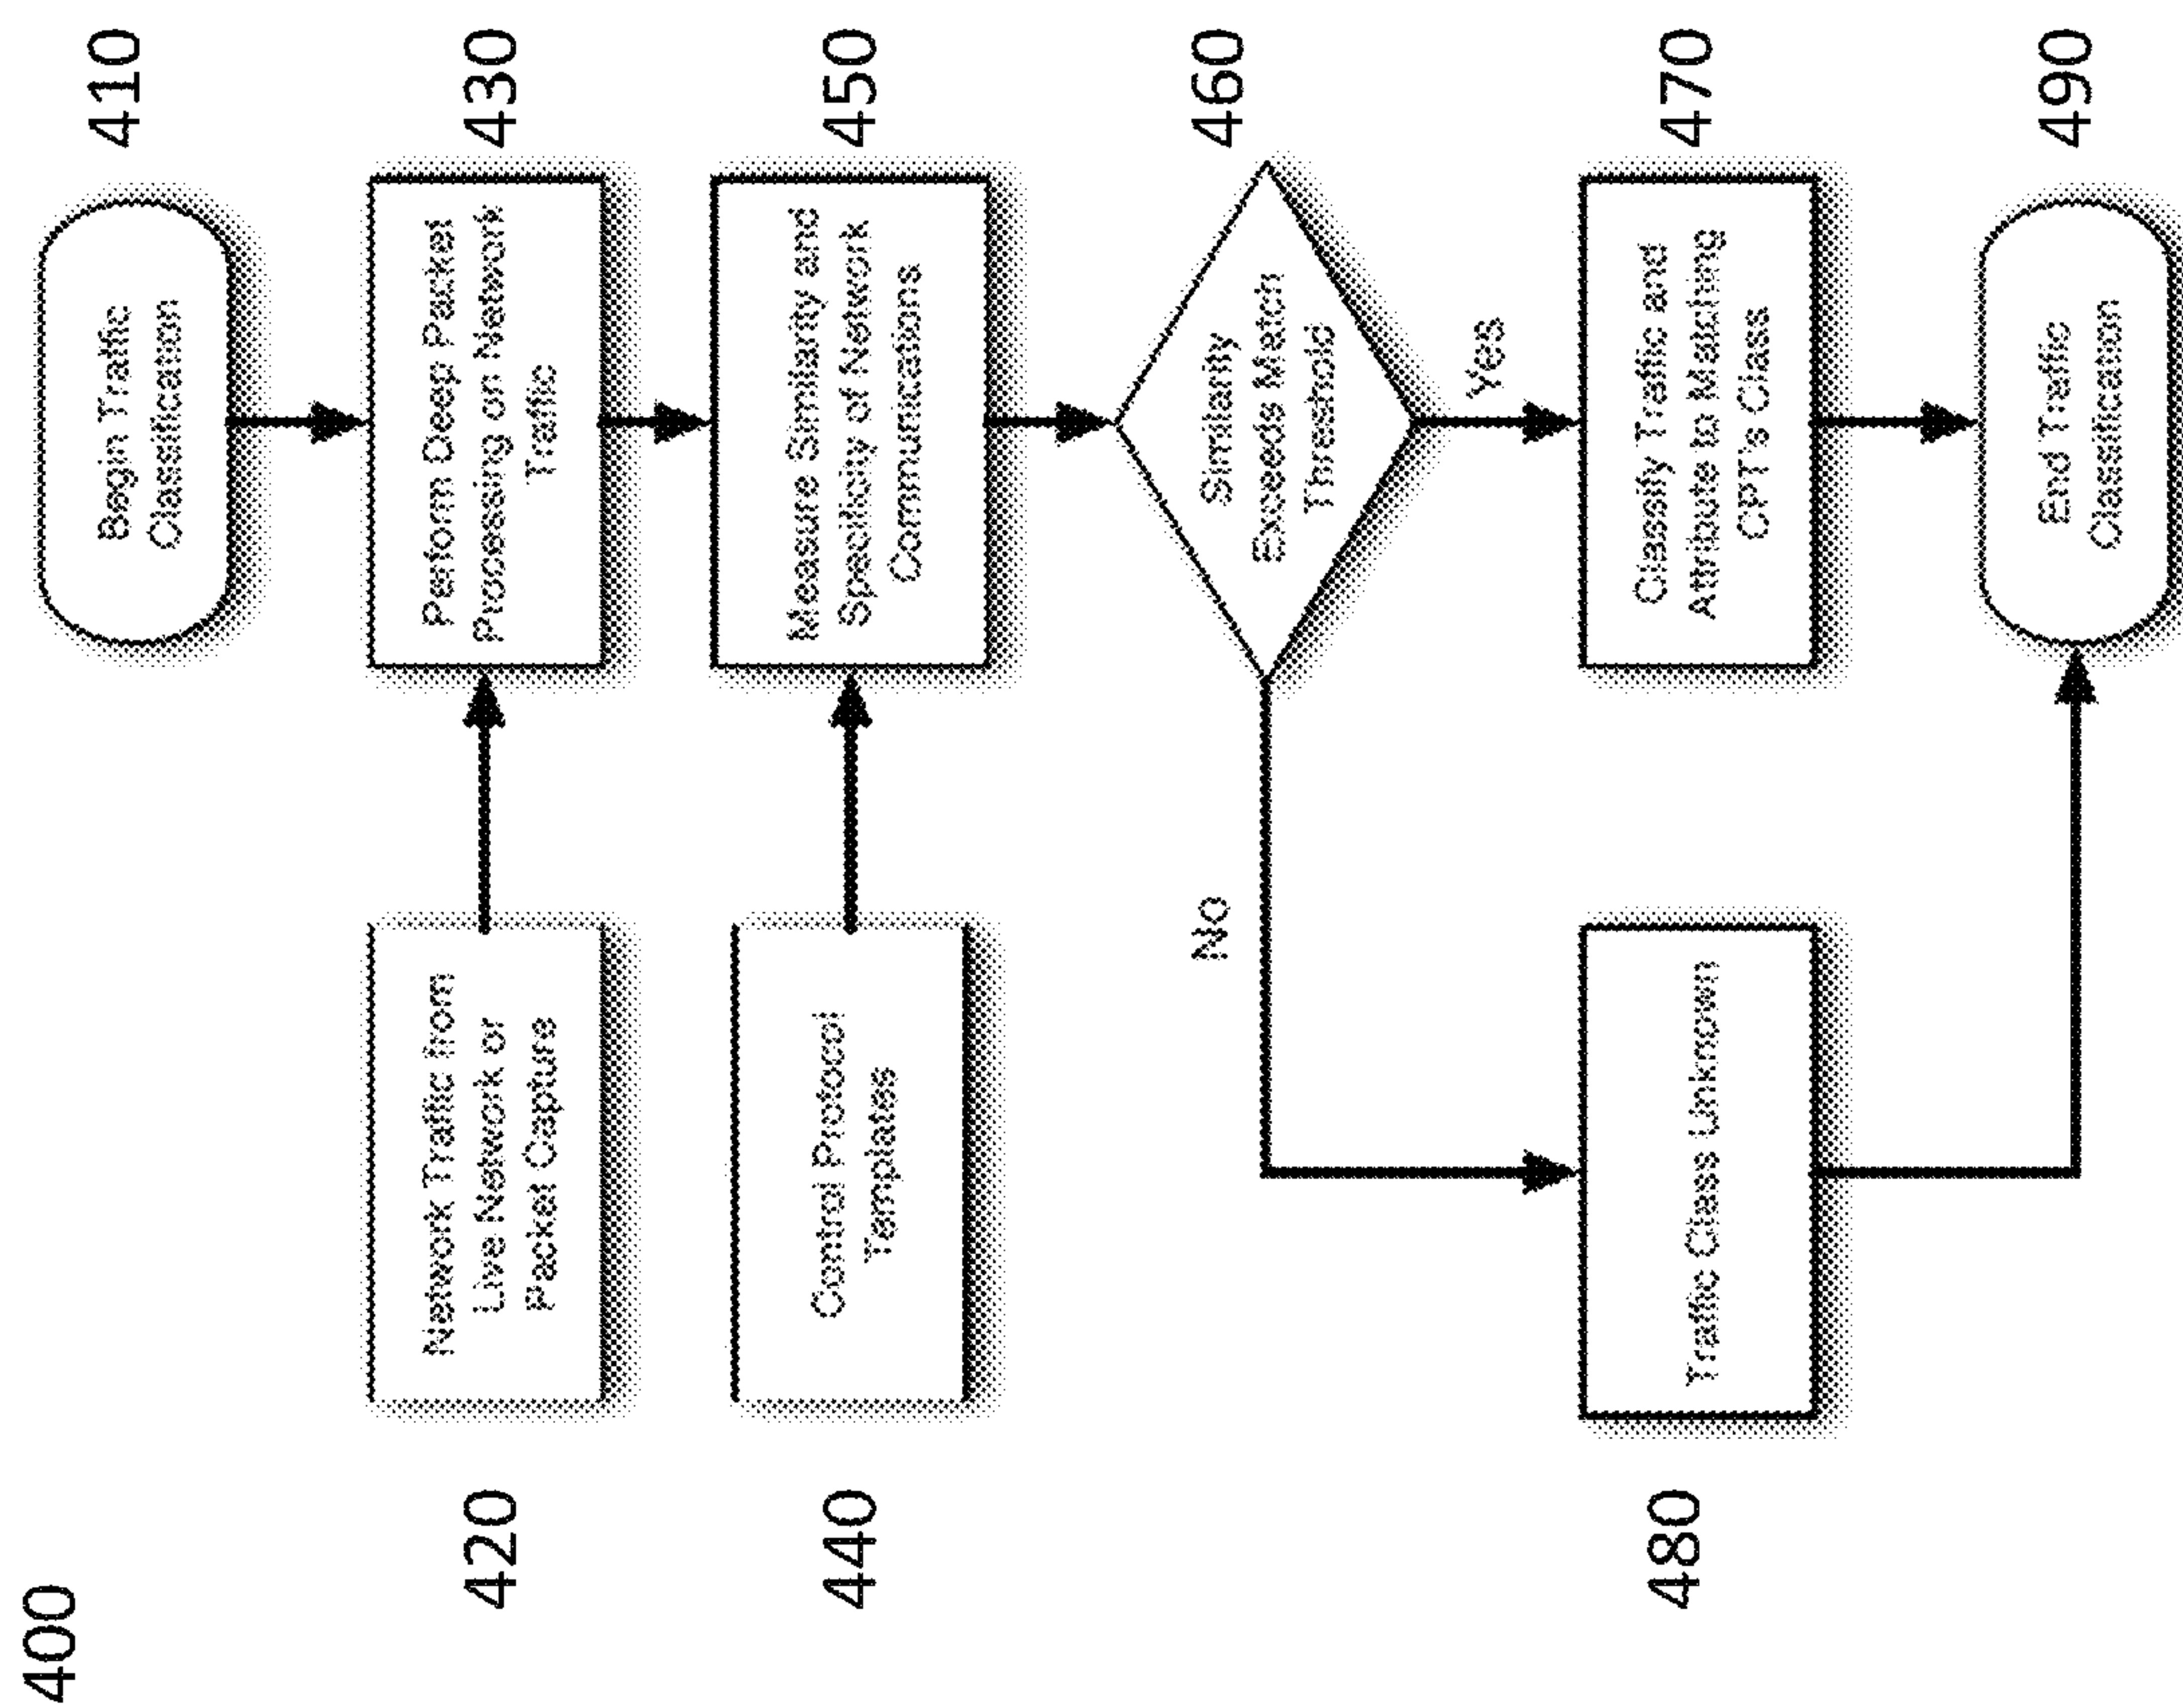 400
Begin Traffic
Classification
410
420
Network Traffic from
Live Network or
Packet Capture
Perform Deep Packet
Processing on Network
Traffic
430
440
Control Protocol
Templates
Measure Similarity and
Specificity of Network
Communications
450
Similarity
Exceeds Match
Threshold
460
No
Yes
480
Traffic Class Unknown
Classify Traffic and
Attribute to Matching
CPT's Class
470
End Traffic
Classification
490